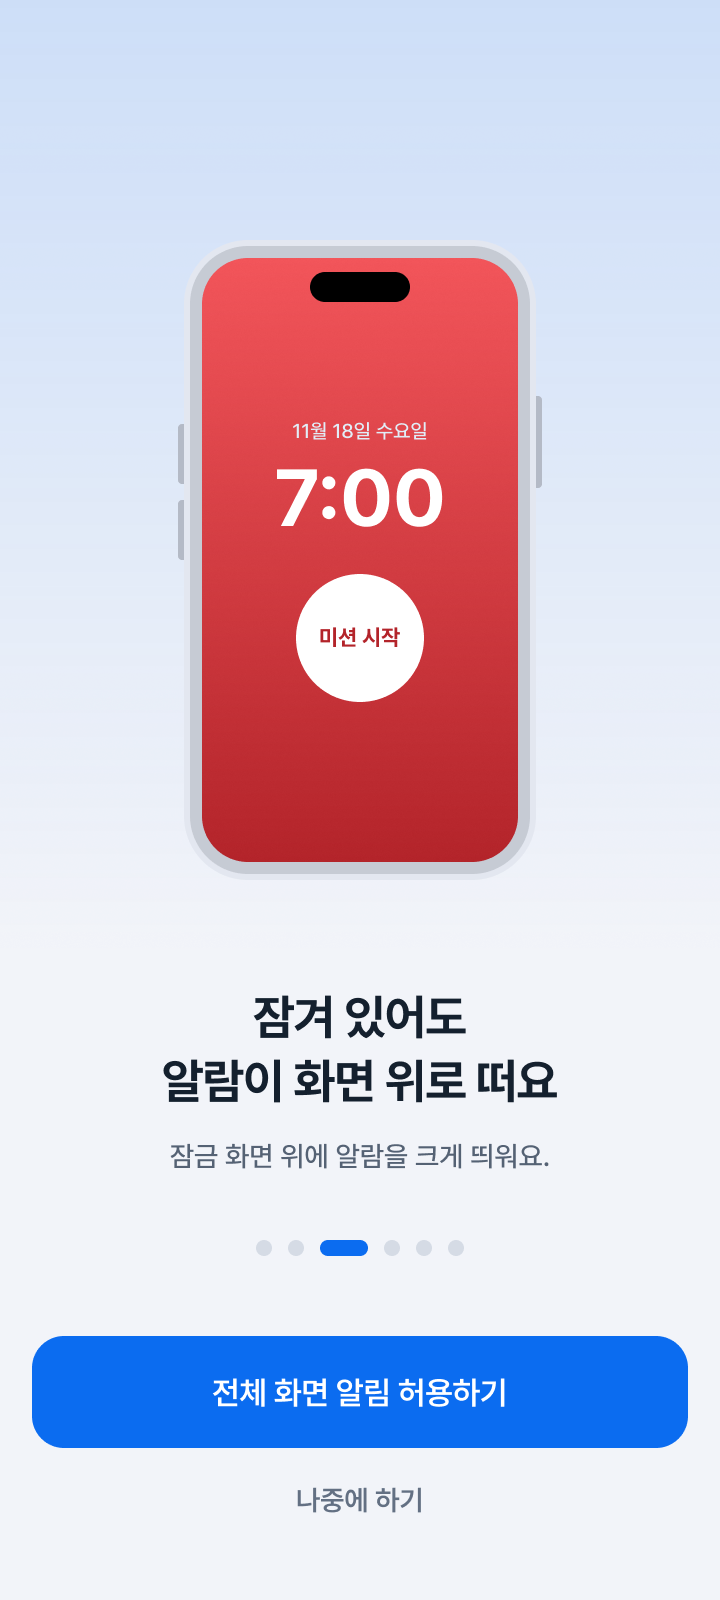 11월 18일 수요일
7:00
미션 시작
잠겨 있어도
알람이 화면 위로 떠요
잠금 화면 위에 알람을 크게 띄워요.
전체 화면 알림 허용하기
나중에 하기